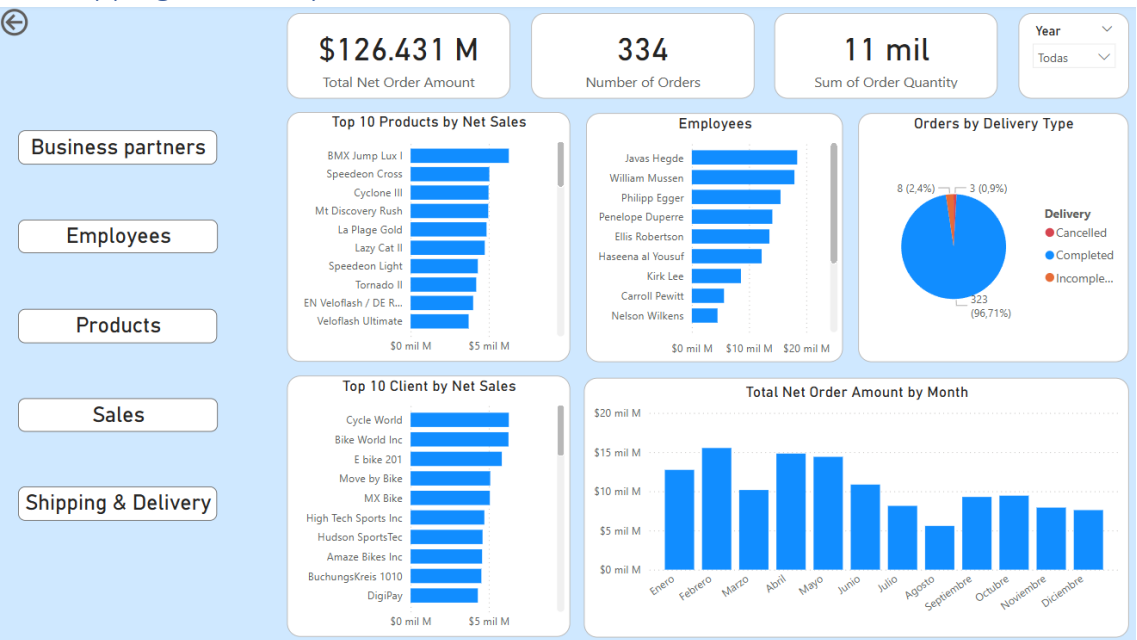 $126.431 M
Total Net Order Amount
334
Number of Orders
11 mil
Sum of Order Quantity
Year
Todas
Business partners
Employees
Products
Sales
Shipping & Delivery
Top 10 Products by Net Sales
BMX Jump Lux I
Speedeon Cross
Cyclone III
Mt Discovery Rush
La Plage Gold
Lazy Cat II
Speedeon Light
Tornado II
EN Veloflash / DE R...
Veloflash Ultimate
$0 mil M $5 mil M
Employees
Javas Hegde
William Mussen
Philipp Egger
Penelope Duperre
Ellis Robertson
Haseena al Yousuf
Kirk Lee
Carroll Pewitt
Nelson Wilkens
$0 mil M $10 mil M $20 mil M
Orders by Delivery Type
8 (2,4%) 3 (0,9%)
323
(96,71%)
Delivery
Cancelled
Completed
Incomple...
Top 10 Client by Net Sales
Cycle World
Bike World Inc
E bike 201
Move by Bike
MX Bike
High Tech Sports Inc
Hudson SportsTec
Amaze Bikes Inc
BuchungsKreis 1010
DigiPay
$0 mil M $5 mil M
Total Net Order Amount by Month
$20 mil M
$15 mil M
$10 mil M
$5 mil M
$0 mil M
Enero Febrero Marzo Abril Mayo Junio Julio Agosto Septiembre Octubre Noviembre Diciembre